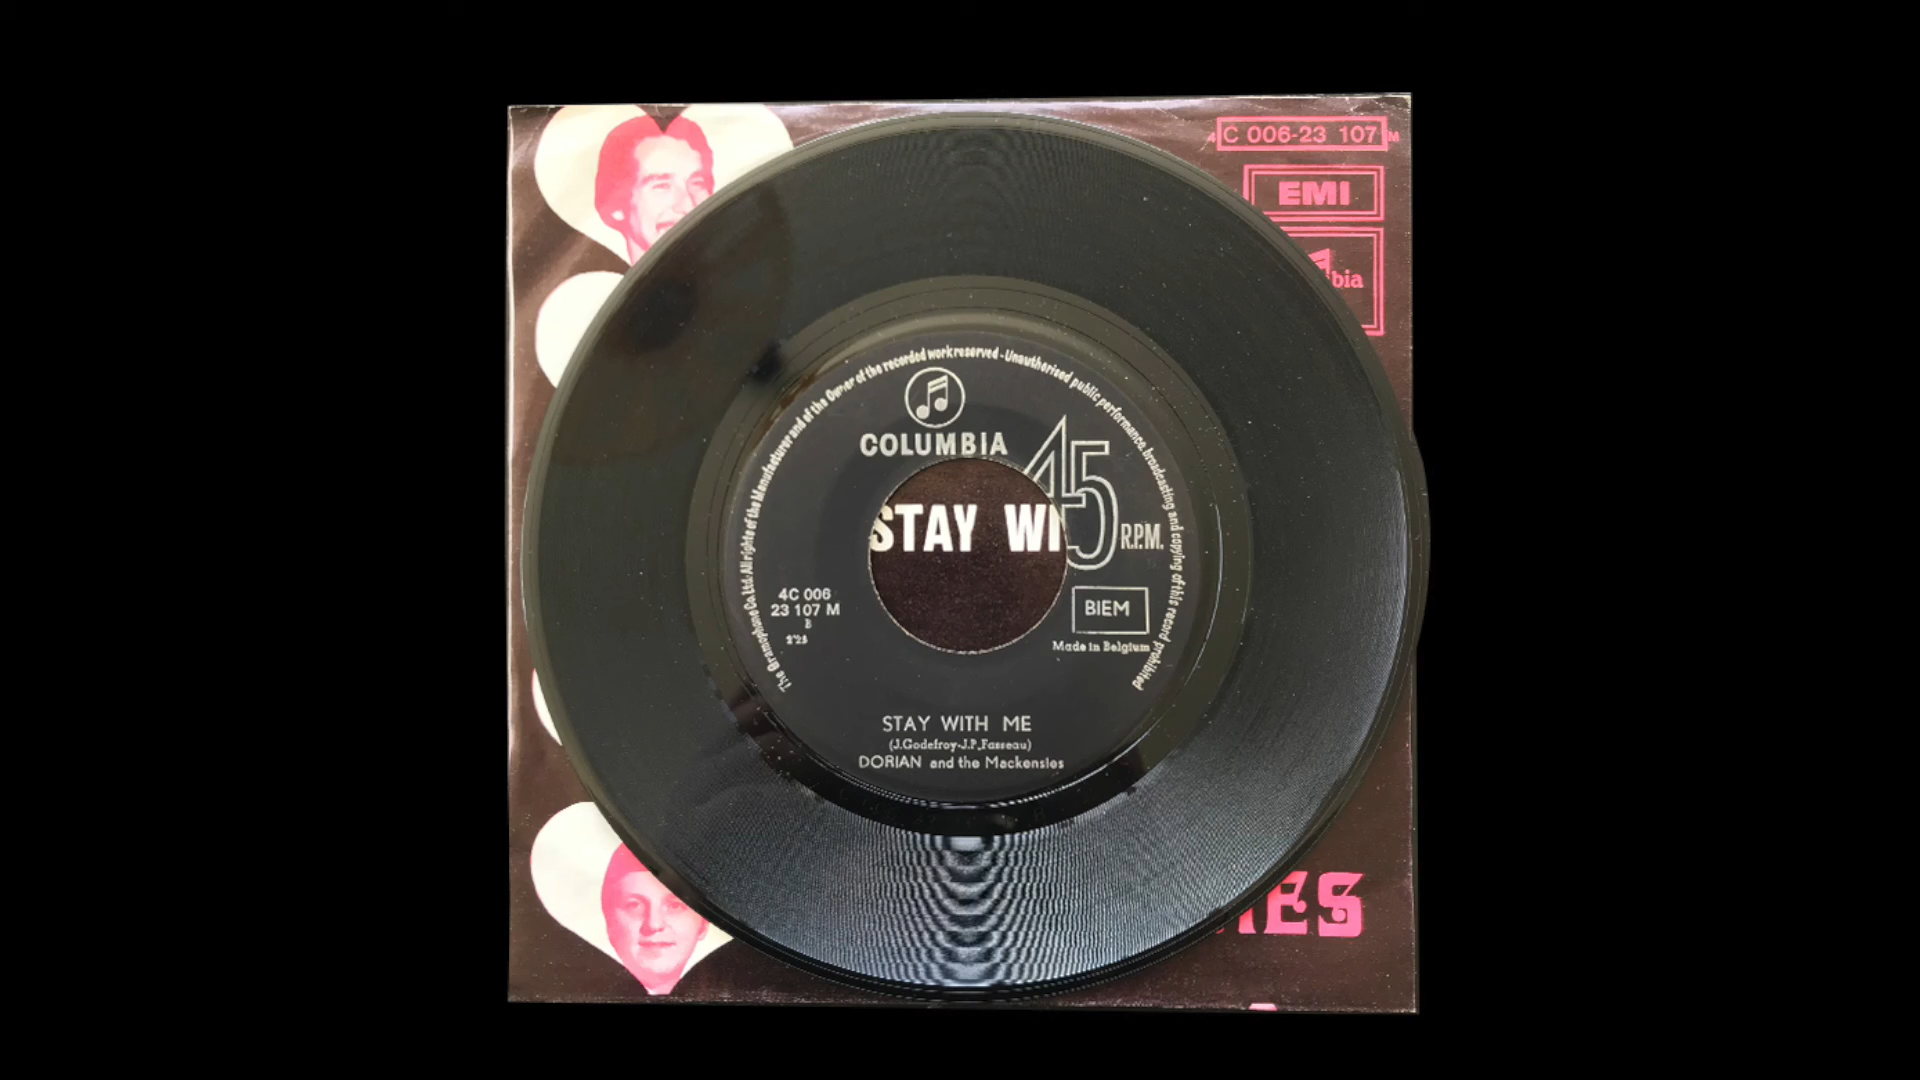 4C 006-23 107 M
EMI
bia
The Gramophone Co.Ltd. All rights of the Manufacturer and of the Owner of the recorded work reserved - Unauthorised public performance, broadcasting and copying of this record prohibited
COLUMBIA
45
R.P.M.
STAY WI
4C 006
23 107 M
B
2'25
BIEM
Made in Belgium
STAY WITH ME
(J.Godefroy-J.P.Fasseau)
DORIAN and the Mackensies
IES